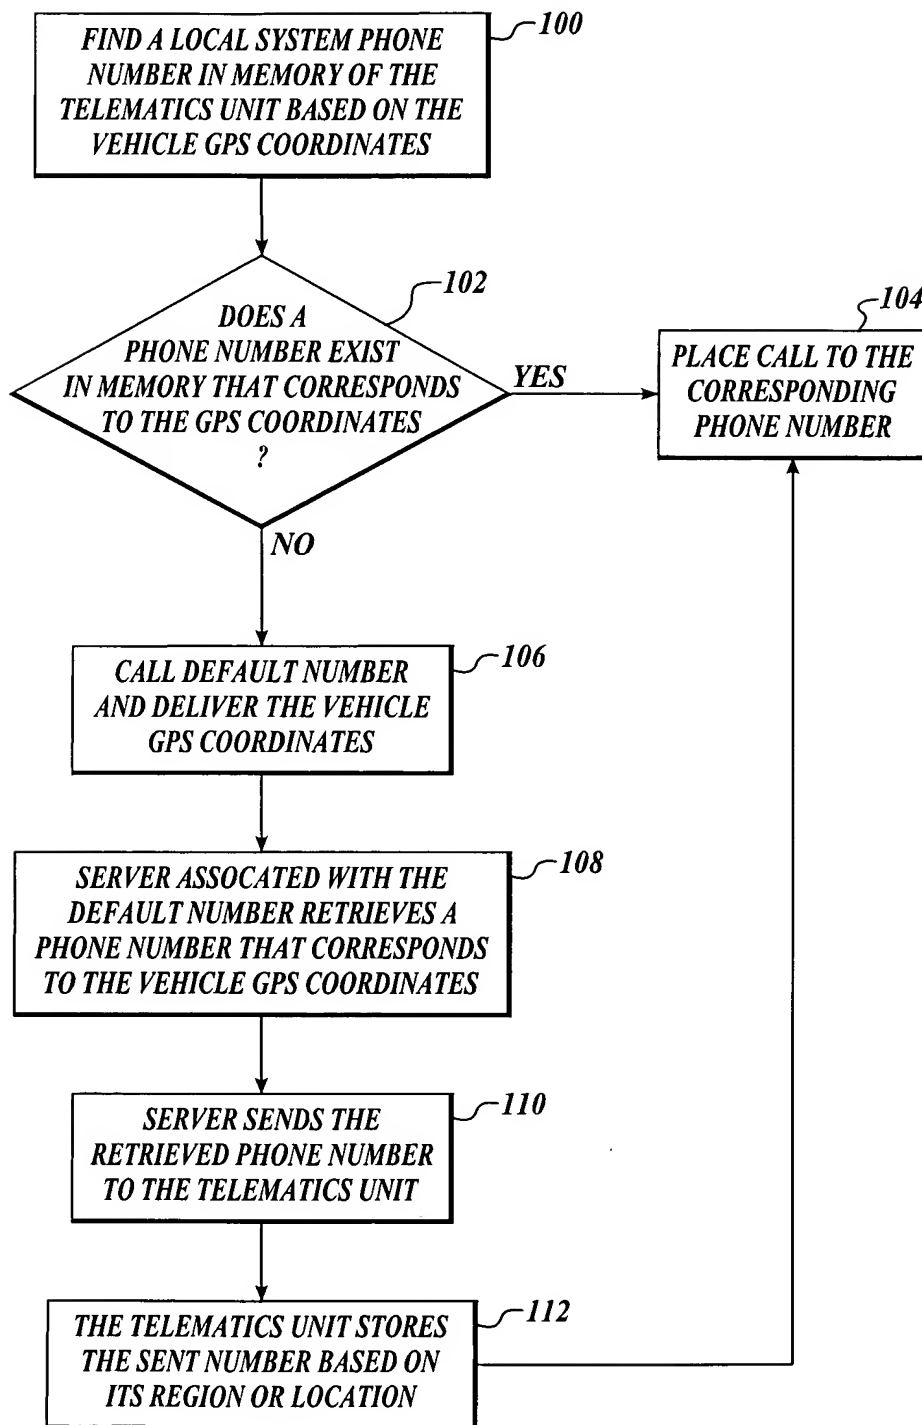 100
FIND A LOCAL SYSTEM PHONE
NUMBER IN MEMORY OF THE
TELEMATICS UNIT BASED ON THE
VEHICLE GPS COORDINATES
102
DOES A
PHONE NUMBER EXIST
IN MEMORY THAT CORRESPONDS
TO THE GPS COORDINATES
?
YES
104
PLACE CALL TO THE
CORRESPONDING
PHONE NUMBER
NO
106
CALL DEFAULT NUMBER
AND DELIVER THE VEHICLE
GPS COORDINATES
108
SERVER ASSOCATED WITH THE
DEFAULT NUMBER RETRIEVES A
PHONE NUMBER THAT CORRESPONDS
TO THE VEHICLE GPS COORDINATES
110
SERVER SENDS THE
RETRIEVED PHONE NUMBER
TO THE TELEMATICS UNIT
112
THE TELEMATICS UNIT STORES
THE SENT NUMBER BASED ON
ITS REGION OR LOCATION